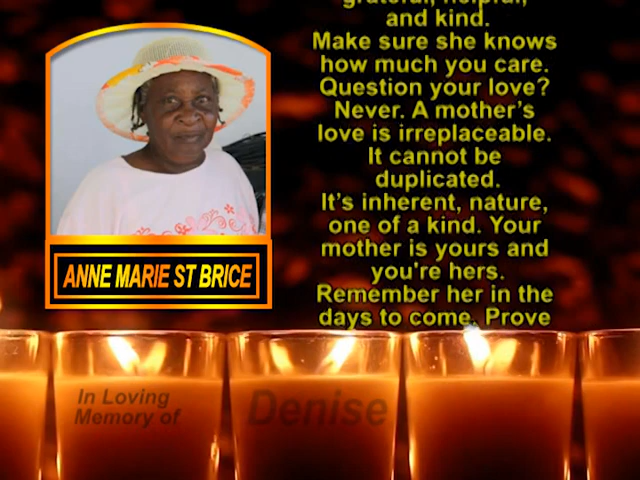 grateful, helpful,
and kind.
Make sure she knows
how much you care.
Question your love?
Never. A mother's
love is irreplaceable.
It cannot be
duplicated.
It's inherent, nature,
one of a kind. Your
mother is yours and
you're hers.
Remember her in the
days to come. Prove
ANNE MARIE ST BRICE
In Loving
Memory of
Denise